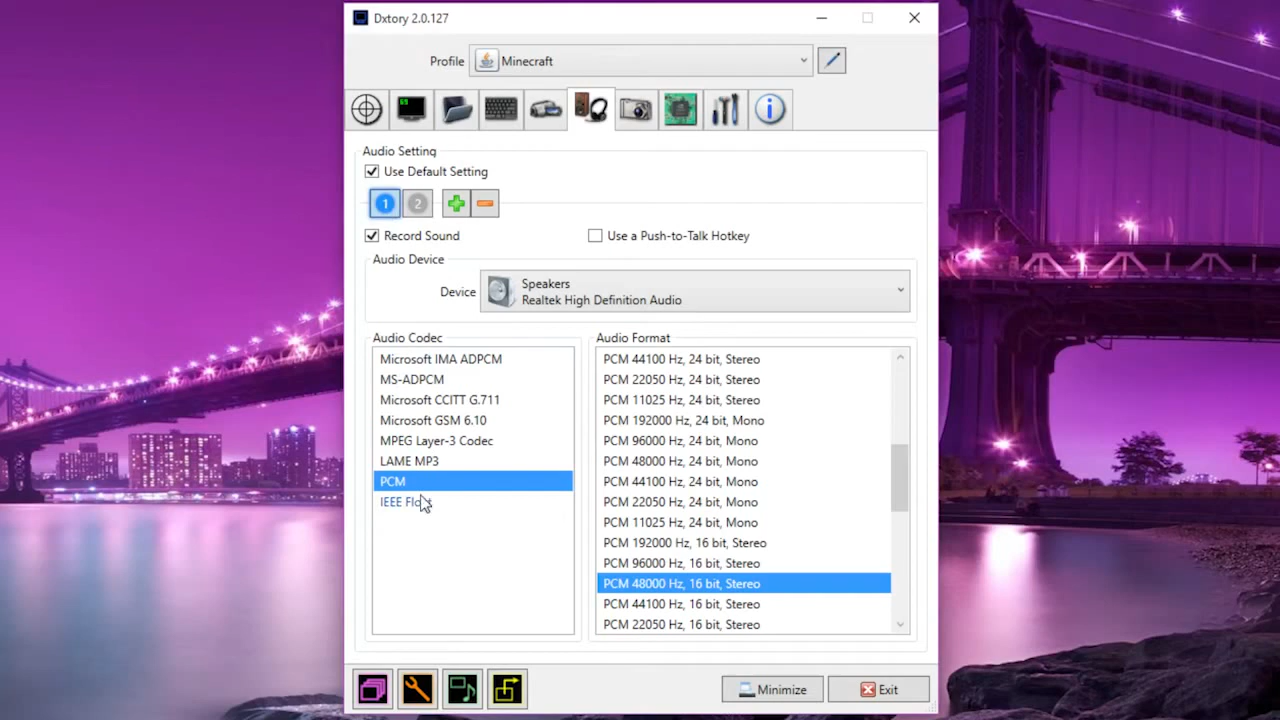 Dxtory 2.0.127
Profile
Minecraft
Audio Setting
Use Default Setting
1
2
Record Sound
Use a Push-to-Talk Hotkey
Audio Device
Device
Speakers
Realtek High Definition Audio
Audio Codec
Microsoft IMA ADPCM
MS-ADPCM
Microsoft CCITT G.711
Microsoft GSM 6.10
MPEG Layer-3 Codec
LAME MP3
PCM
IEEE Float
Audio Format
PCM 44100 Hz, 24 bit, Stereo
PCM 22050 Hz, 24 bit, Stereo
PCM 11025 Hz, 24 bit, Stereo
PCM 192000 Hz, 24 bit, Mono
PCM 96000 Hz, 24 bit, Mono
PCM 48000 Hz, 24 bit, Mono
PCM 44100 Hz, 24 bit, Mono
PCM 22050 Hz, 24 bit, Mono
PCM 11025 Hz, 24 bit, Mono
PCM 192000 Hz, 16 bit, Stereo
PCM 96000 Hz, 16 bit, Stereo
PCM 48000 Hz, 16 bit, Stereo
PCM 44100 Hz, 16 bit, Stereo
PCM 22050 Hz, 16 bit, Stereo
Minimize
Exit